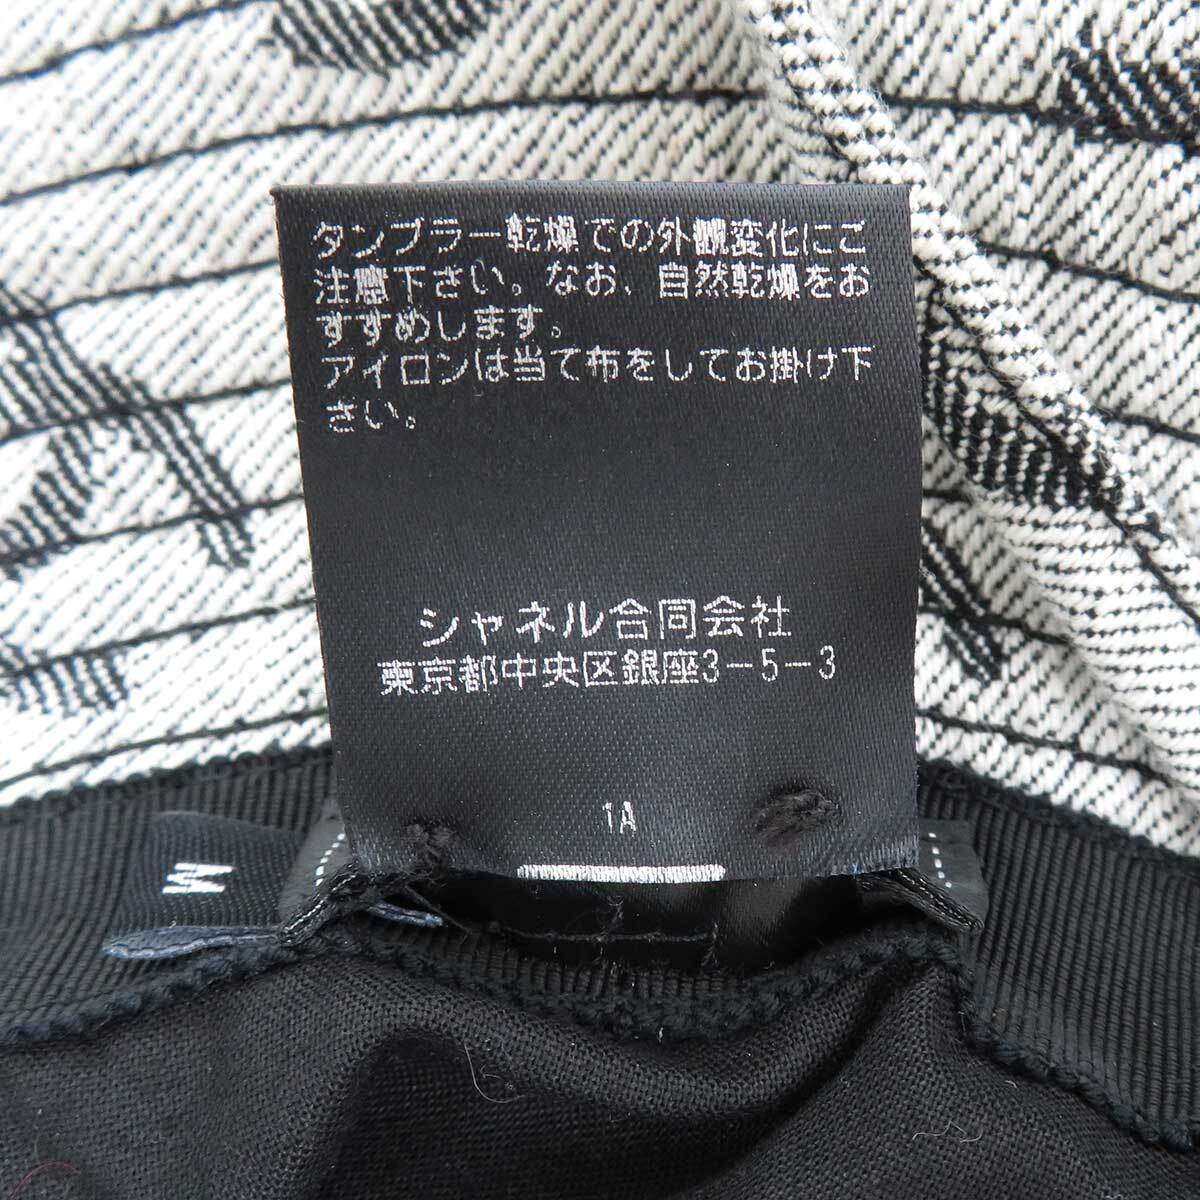 タンブラー乾燥での外観変化にご
注意下さい。なお、自然乾燥をお
すすめします。
アイロンは当て布をしてお掛け下
さい。
シャネル合同会社
東京都中央区銀座3-5-3
1A
M